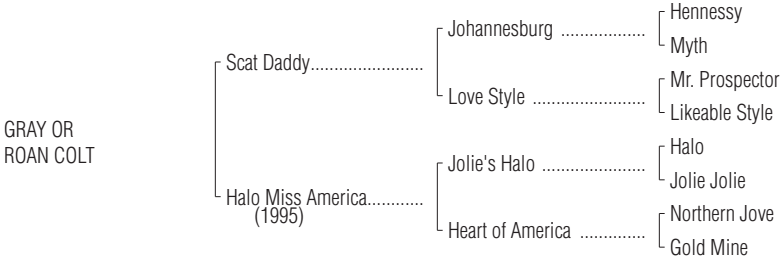 Hennessy
Johannesburg ..................
Myth
Scat Daddy........................
Mr. Prospector
Love Style ........................
Likeable Style
GRAY OR
ROAN COLT
Halo
Jolie's Halo ......................
Jolie Jolie
Halo Miss America............
(1995)
Northern Jove
Heart of America ..............
Gold Mine